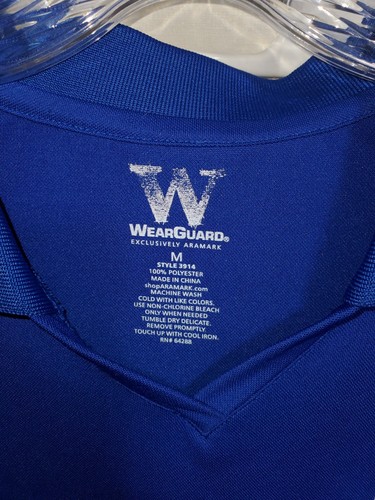 W
WEARGUARD®
EXCLUSIVELY ARAMARK
M
STYLE 3914
100% POLYESTER
MADE IN CHINA
shopARAMARK.com
MACHINE WASH
COLD WITH LIKE COLORS.
USE NON-CHLORINE BLEACH
ONLY WHEN NEEDED
TUMBLE DRY DELICATE.
REMOVE PROMPTLY.
TOUCH UP WITH COOL IRON.
RN# 64288